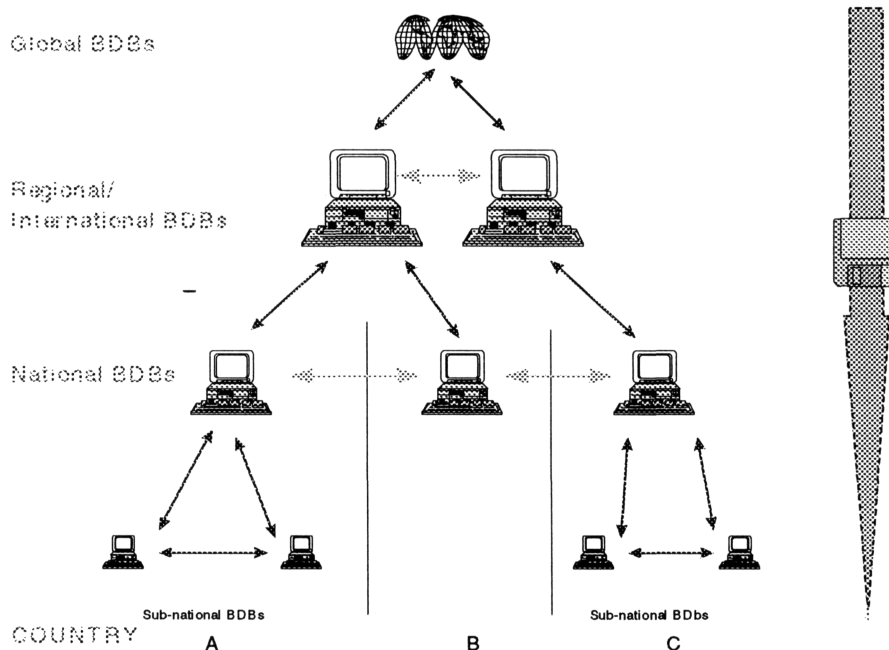 Global BDBs
Regional/
International BDBs
National BDBs
Sub-national BDBs
Sub-national BDbs
COUNTRY
A
B
C